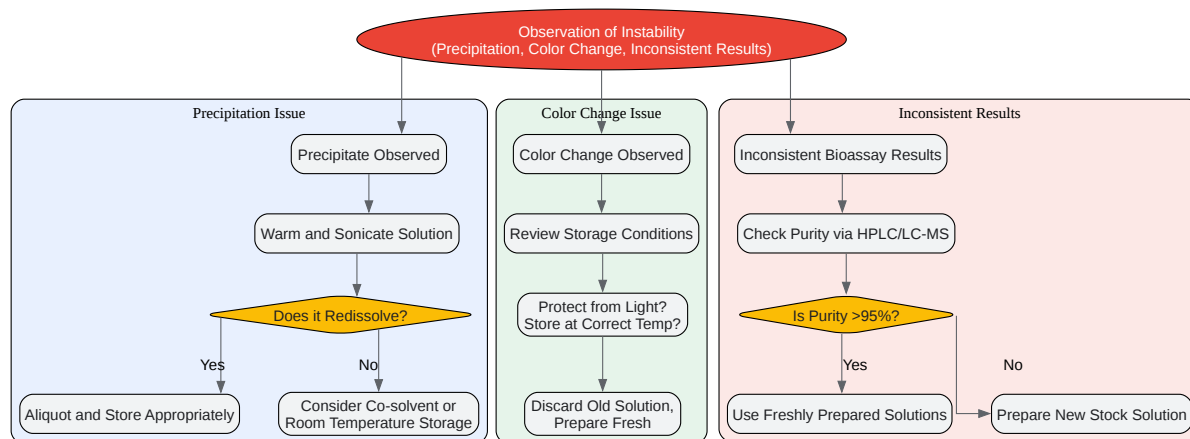 Observation of Instability
(Precipitation, Color Change, Inconsistent Results)
Precipitation Issue
Precipitate Observed
Warm and Sonicate Solution
Does it Redissolve?
Yes
No
Aliquot and Store Appropriately
Consider Co-solvent or
Room Temperature Storage
Color Change Issue
Color Change Observed
Review Storage Conditions
Protect from Light?
Store at Correct Temp?
Discard Old Solution,
Prepare Fresh
Inconsistent Results
Inconsistent Bioassay Results
Check Purity via HPLC/LC-MS
Is Purity >95%?
Yes
No
Use Freshly Prepared Solutions
Prepare New Stock Solution